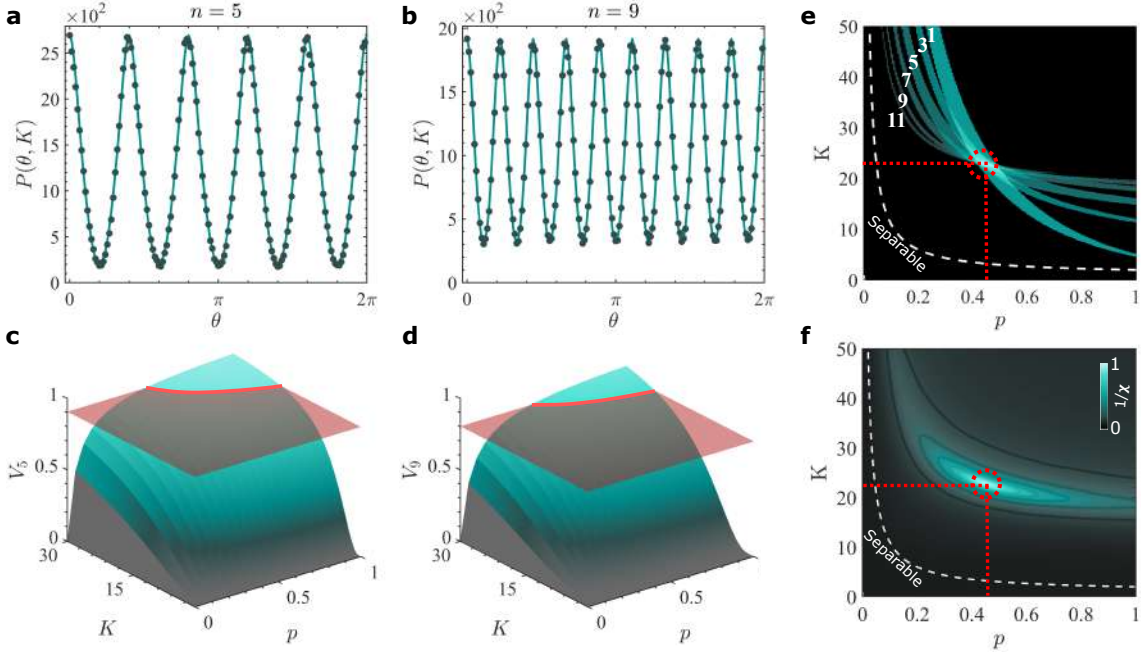 a
n = 5
×10²
25
20
15
10
5
0
P(θ, K)
0
π
2π
θ
b
n = 9
×10²
20
15
10
5
0
P(θ, K)
0
π
2π
θ
e
50
40
30
20
10
0
K
1
3
5
7
9
11
Separable
0
0.2
0.4
0.6
0.8
1
p
c
1
0.5
0
V₅
30
15
0
K
0.5
1
p
d
1
0.5
0
V₉
30
15
0
K
0.5
1
p
f
50
40
30
20
10
0
K
1
0
1/χ
Separable
0
0.2
0.4
0.6
0.8
1
p